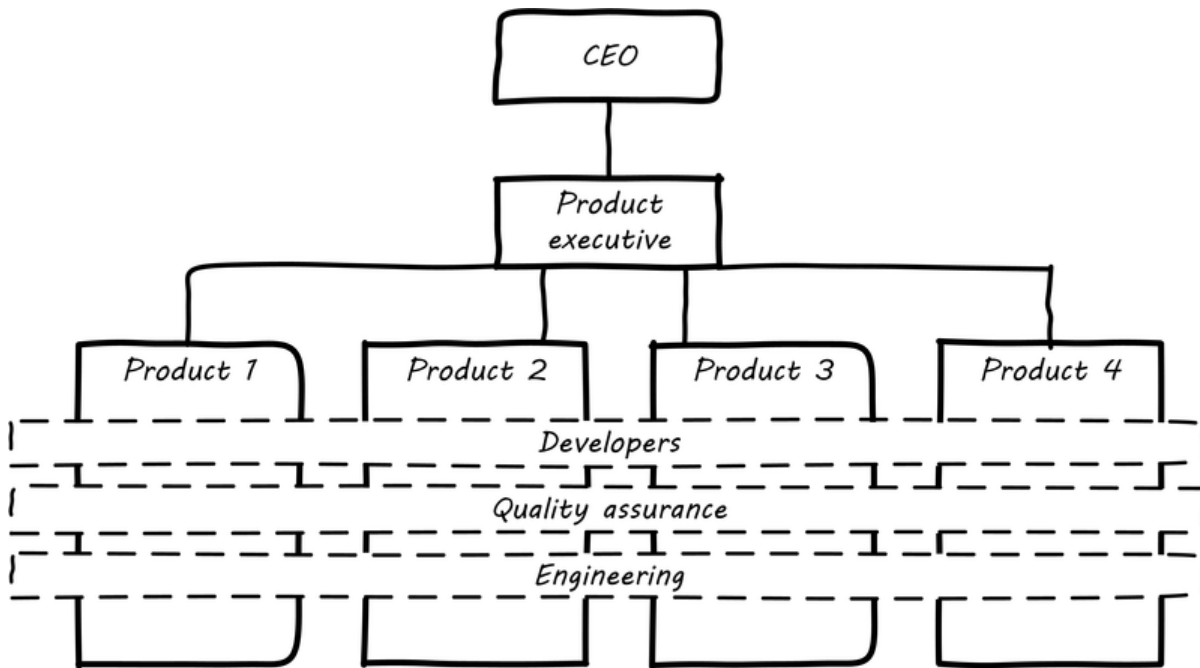 CEO
Product
executive
Product 1
Product 2
Product 3
Product 4
Developers
Quality assurance
Engineering